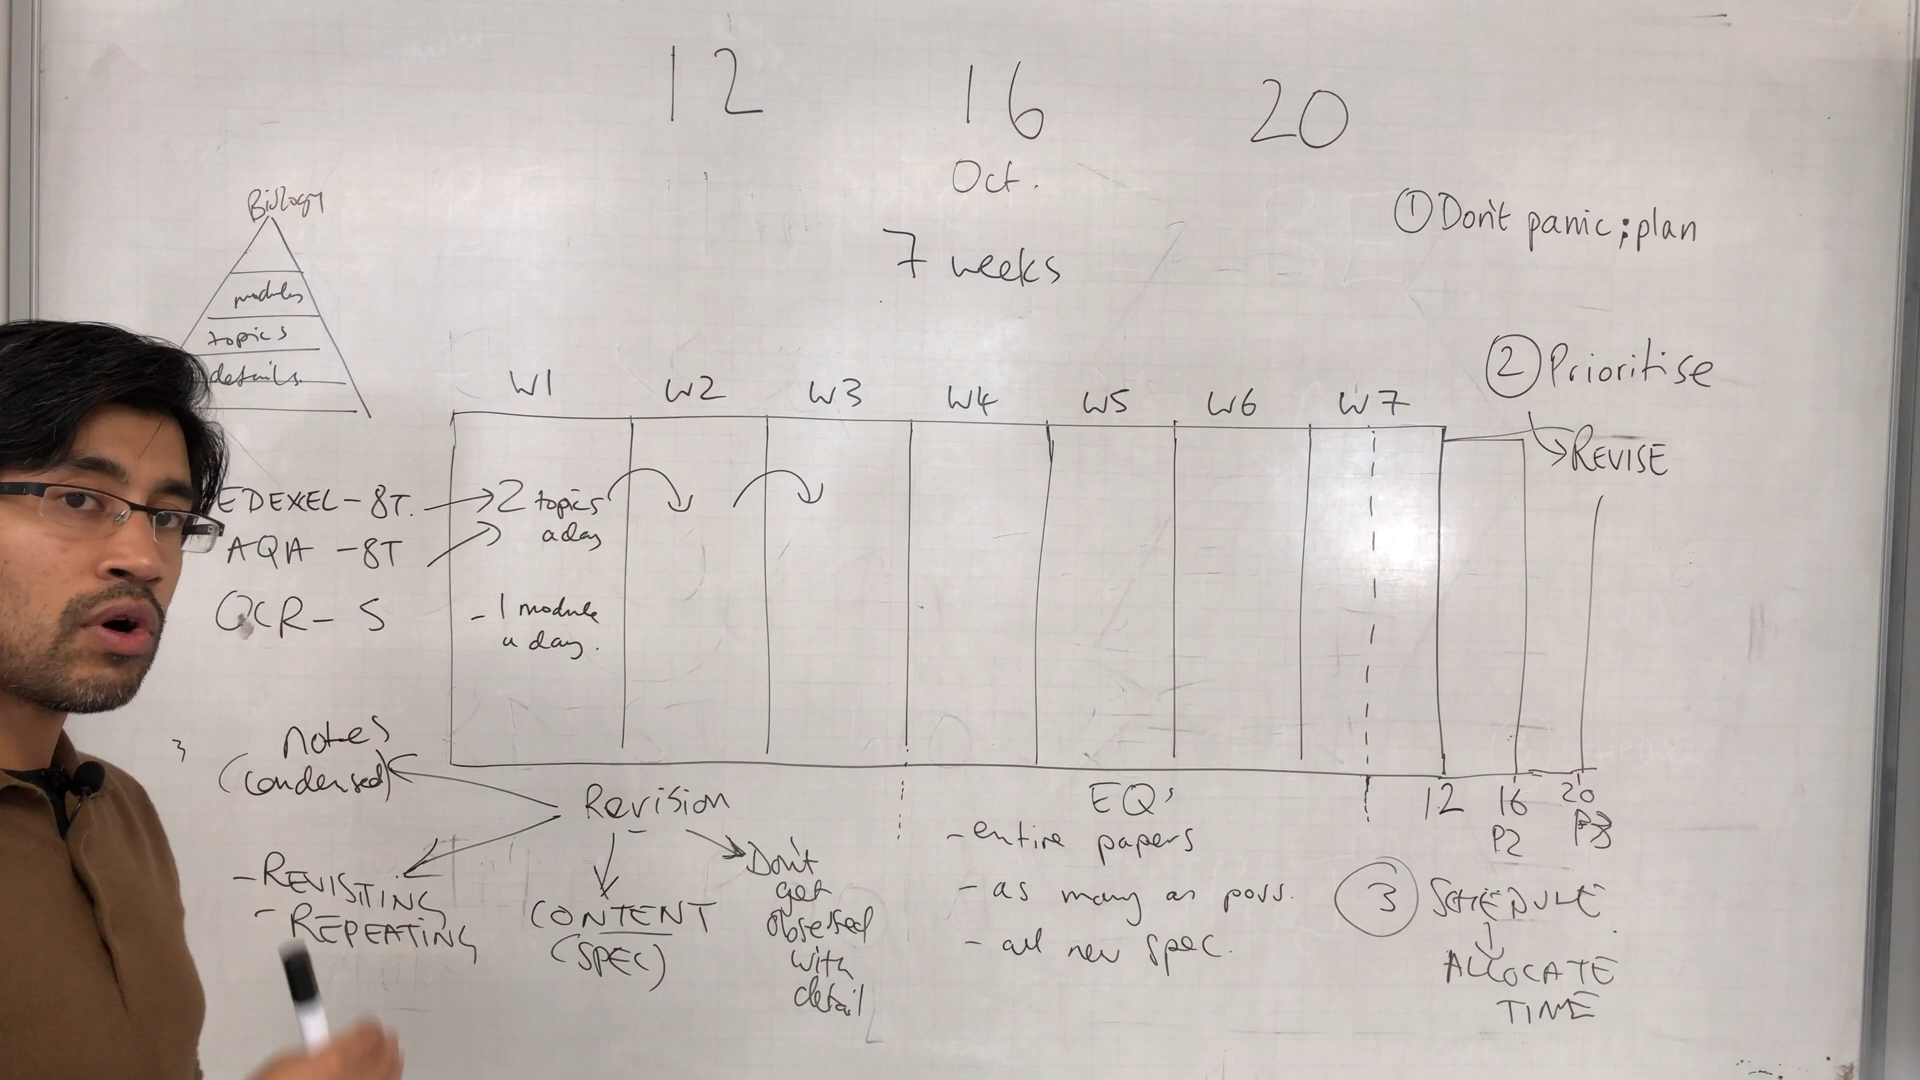 12 16 20
Oct.
7 weeks
Biology
modules
topics
details
① Don't panic; plan
② Prioritise
REVISE
W1 W2 W3 W4 W5 W6 W7
EDEXEL - 8T.
AQA - 8T
OCR - 5
2 topics
a day
- 1 module
a day.
notes
(condensed)
Revision
- REVISTING
- REPEATING
CONTENT
(SPEC)
Don't
get
obsessed
with
detail
EQs
- entire papers
- as many as poss.
- all new spec.
12 16 20
P2 P3
③ SCHEDULE
ALLOCATE
TIME